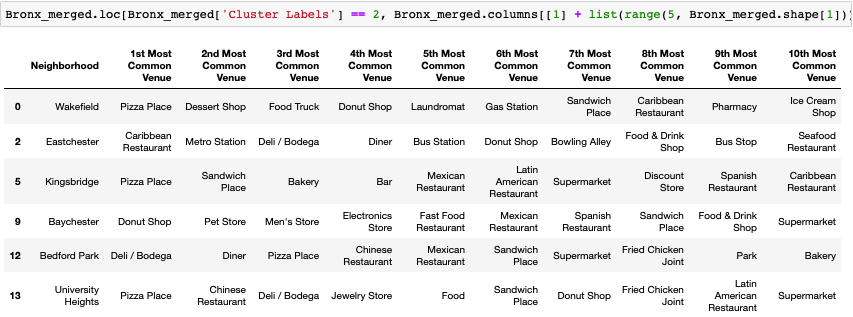 Bronx_merged.loc[Bronx_merged['Cluster Labels'] == 2, Bronx_merged.columns[[1] + list(range(5, Bronx_merged.shape[1]))
Neighborhood 1st Most Common Venue 2nd Most Common Venue 3rd Most Common Venue 4th Most Common Venue 5th Most Common Venue 6th Most Common Venue 7th Most Common Venue 8th Most Common Venue 9th Most Common Venue 10th Most Common Venue
0 Wakefield Pizza Place Dessert Shop Food Truck Donut Shop Laundromat Gas Station Sandwich Place Caribbean Restaurant Pharmacy Ice Cream Shop
2 Eastchester Caribbean Restaurant Metro Station Deli / Bodega Diner Bus Station Donut Shop Bowling Alley Food & Drink Shop Bus Stop Seafood Restaurant
5 Kingsbridge Pizza Place Sandwich Place Bakery Bar Mexican Restaurant Latin American Restaurant Supermarket Discount Store Spanish Restaurant Caribbean Restaurant
9 Baychester Donut Shop Pet Store Men's Store Electronics Store Fast Food Restaurant Mexican Restaurant Spanish Restaurant Sandwich Place Food & Drink Shop Supermarket
12 Bedford Park Deli / Bodega Diner Pizza Place Chinese Restaurant Mexican Restaurant Sandwich Place Supermarket Fried Chicken Joint Park Bakery
13 University Heights Pizza Place Chinese Restaurant Deli / Bodega Jewelry Store Food Sandwich Place Donut Shop Fried Chicken Joint Latin American Restaurant Supermarket